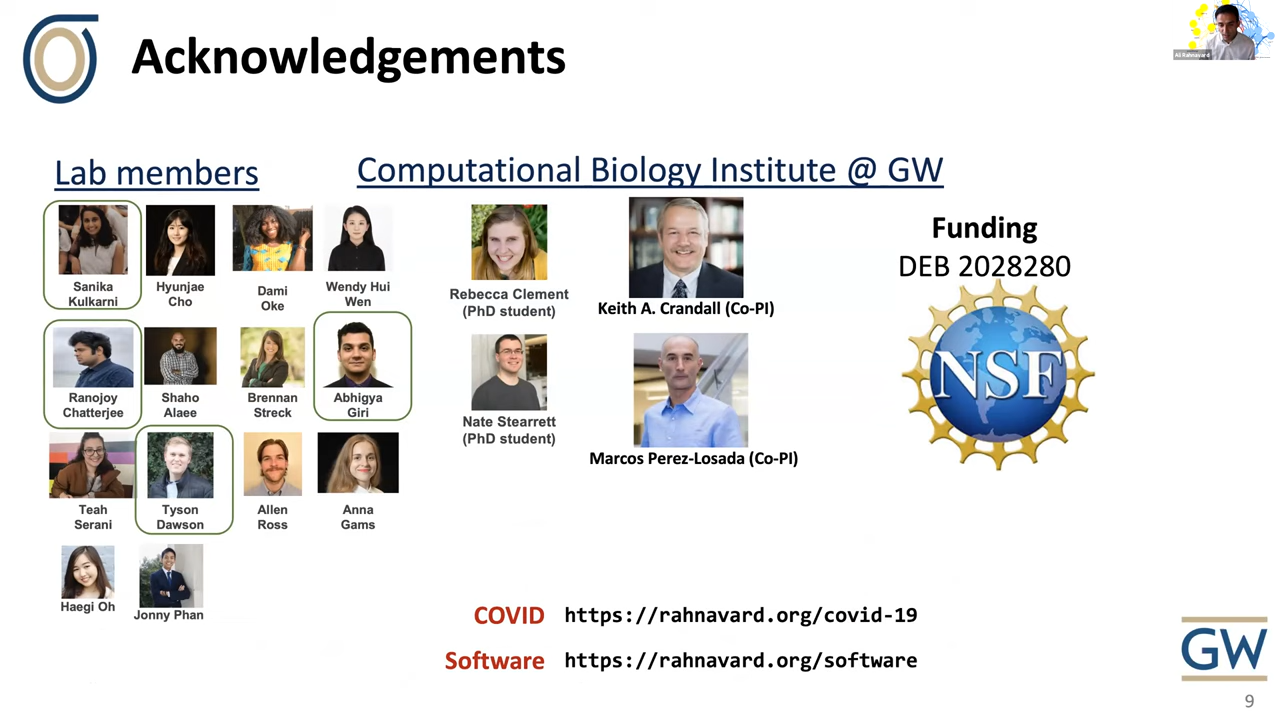 Acknowledgements
Ali Rahnavard
Lab members
Computational Biology Institute @ GW
Sanika
Kulkarni
Hyunjae
Cho
Dami
Oke
Wendy Hui
Wen
Ranojoy
Chatterjee
Shaho
Alaee
Brennan
Streck
Abhigya
Giri
Teah
Serani
Tyson
Dawson
Allen
Ross
Anna
Gams
Haegi Oh
Jonny Phan
Rebecca Clement
(PhD student)
Keith A. Crandall (Co-PI)
Nate Stearrett
(PhD student)
Marcos Perez-Losada (Co-PI)
Funding
DEB 2028280
NSF
COVID https://rahnavard.org/covid-19
Software https://rahnavard.org/software
GW
9